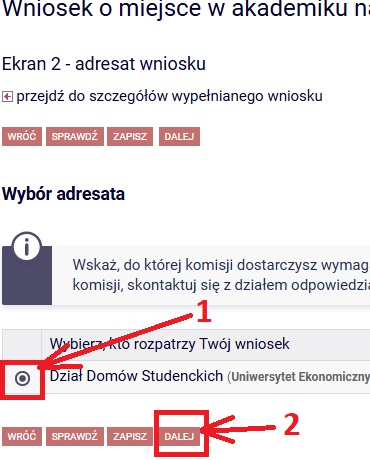 Wniosek o miejsce w akademiku na
Ekran 2 - adresat wniosku
przejdź do szczegółów wypełnianego wniosku
WRÓĆ SPRAWDŹ ZAPISZ DALEJ
Wybór adresata
Wskaż, do której komisji dostarczysz wymag
komisji, skontaktuj się z działem odpowiedzia
1
Wybierz, kto rozpatrzy Twój wniosek
Dział Domów Studenckich (Uniwersytet Ekonomiczny
WRÓĆ SPRAWDŹ ZAPISZ DALEJ
2